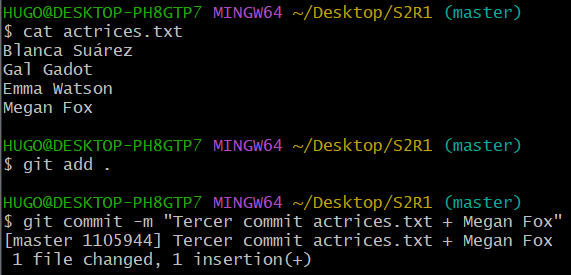 HUGO@DESKTOP-PH8GTP7 MINGW64 ~/Desktop/S2R1 (master)
$ cat actrices.txt
Blanca Suárez
Gal Gadot
Emma Watson
Megan Fox
HUGO@DESKTOP-PH8GTP7 MINGW64 ~/Desktop/S2R1 (master)
$ git add .
HUGO@DESKTOP-PH8GTP7 MINGW64 ~/Desktop/S2R1 (master)
$ git commit -m "Tercer commit actrices.txt + Megan Fox"
[master 1105944] Tercer commit actrices.txt + Megan Fox
1 file changed, 1 insertion(+)